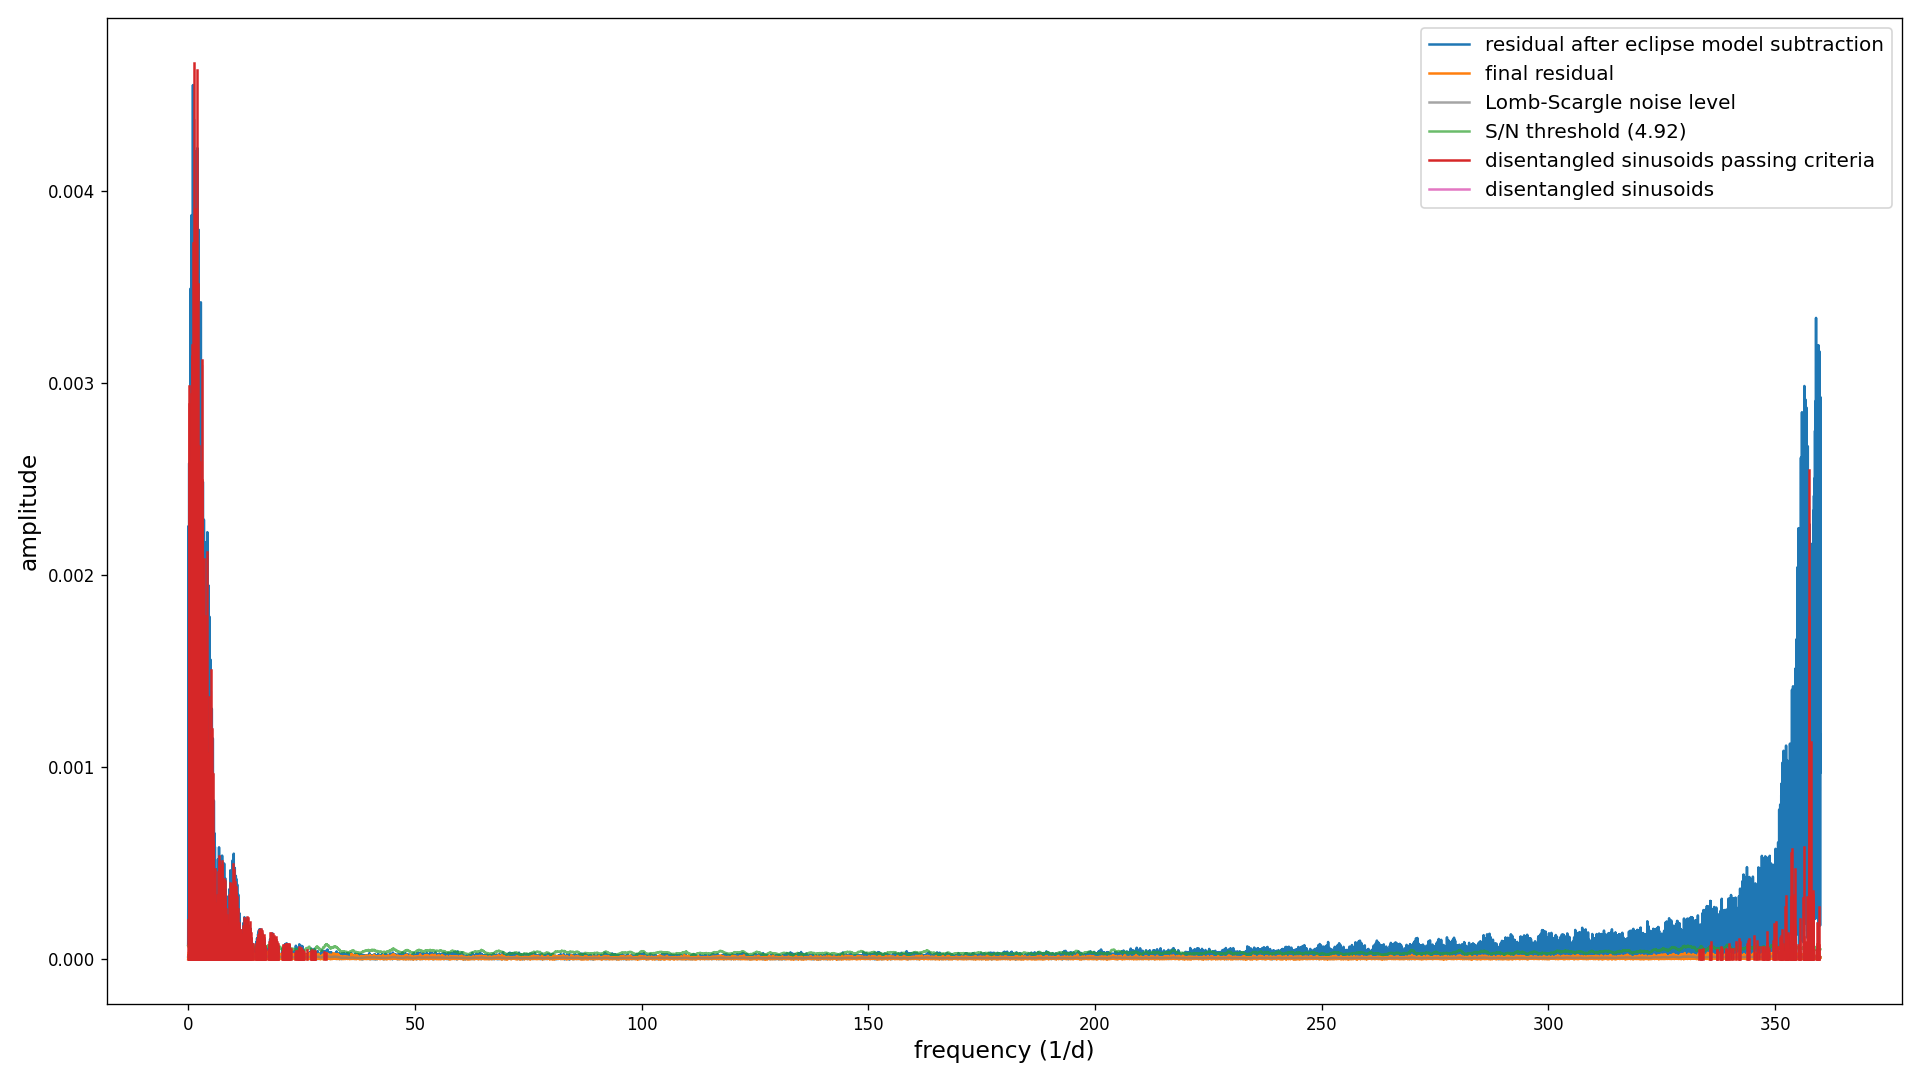 residual after eclipse model subtraction
final residual
Lomb-Scargle noise level
S/N threshold (4.92)
disentangled sinusoids passing criteria
disentangled sinusoids
0.004
0.003
0.002
0.001
0.000
amplitude
0 50 100 150 200 250 300 350
frequency (1/d)